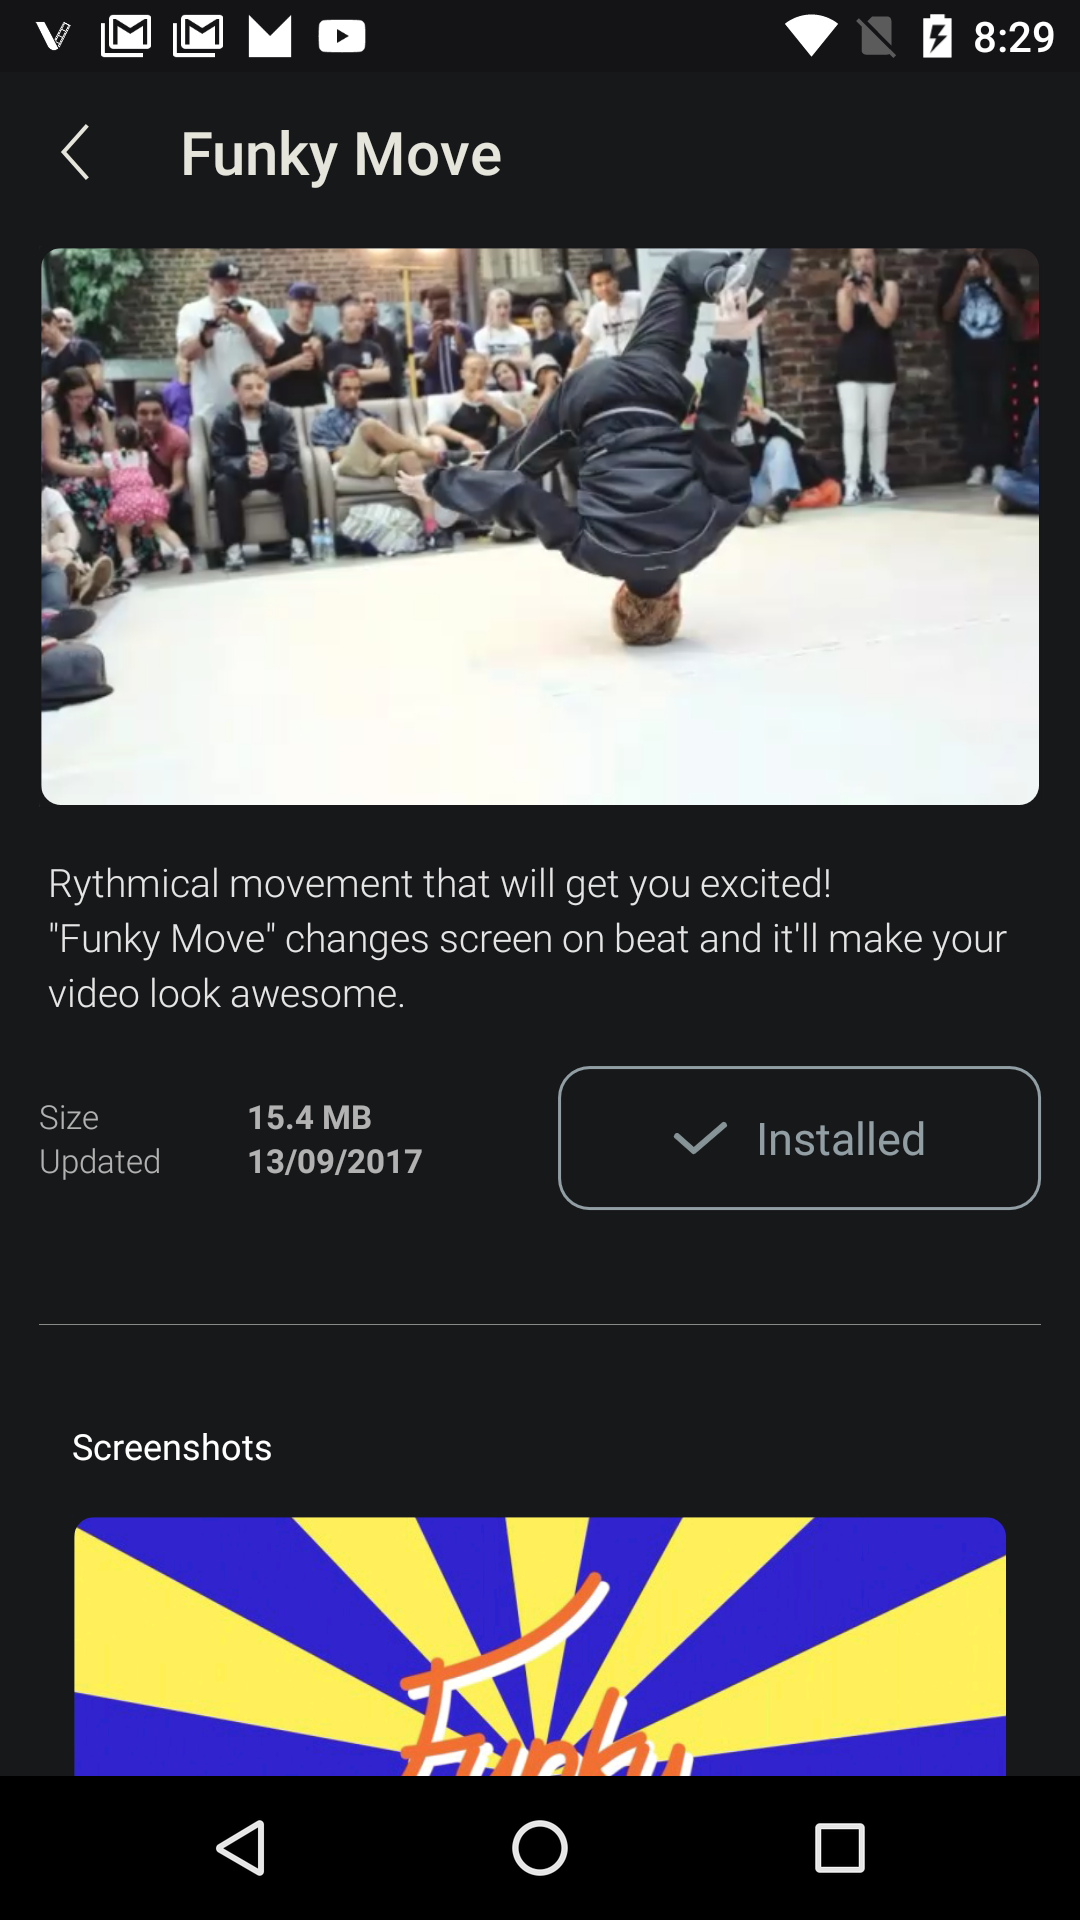 8:29
Funky Move
Rythmical movement that will get you excited!
"Funky Move" changes screen on beat and it'll make your
video look awesome.
Size 15.4 MB
Updated 13/09/2017
Installed
Screenshots
Funky